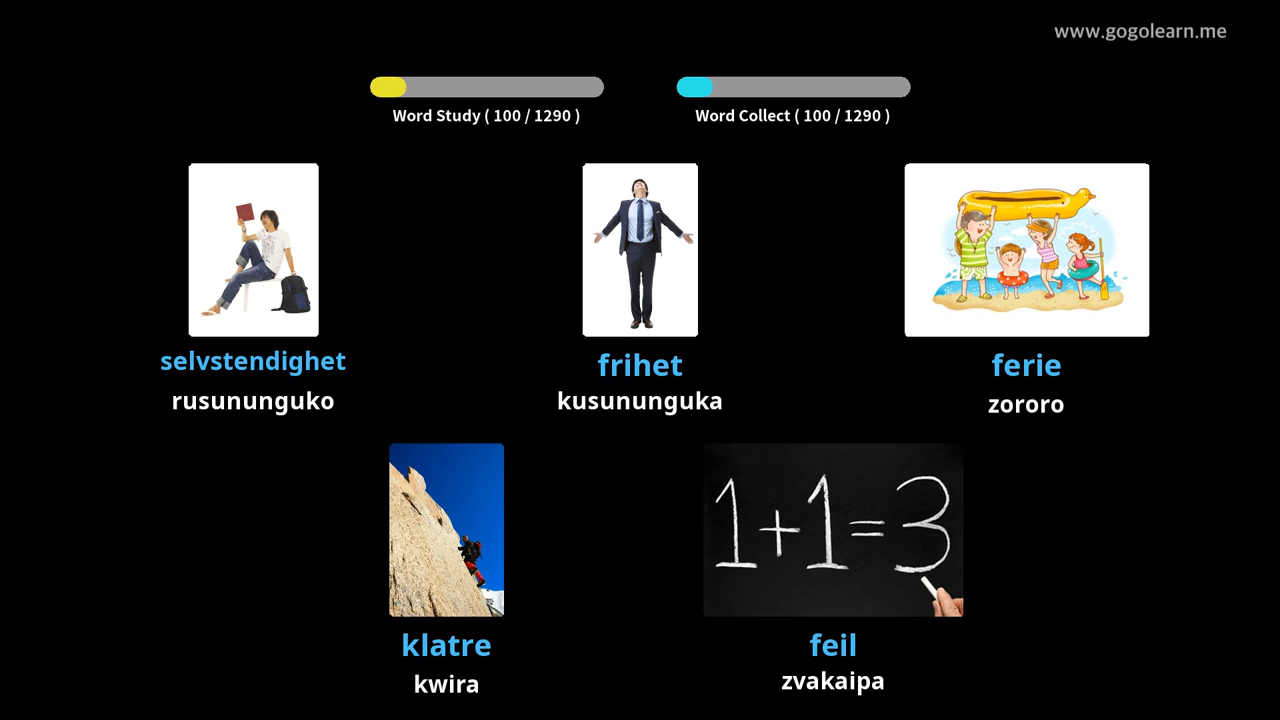 www.gogolearn.me
Word Study ( 100 / 1290 )
Word Collect ( 100 / 1290 )
selvstendighet
rusununguko
frihet
kusununguka
ferie
zororo
1+1=3
klatre
kwira
feil
zvakaipa